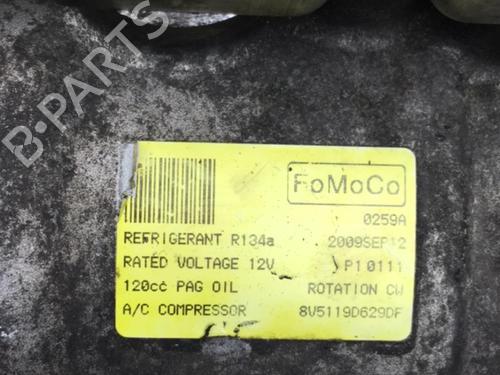 B-PARTS
FoMoCo
0259A
REFRIGERANT R134a 2009SEP12
RATED VOLTAGE 12V P10111
120cc PAG OIL ROTATION CW
A/C COMPRESSOR 8V5119D629DF